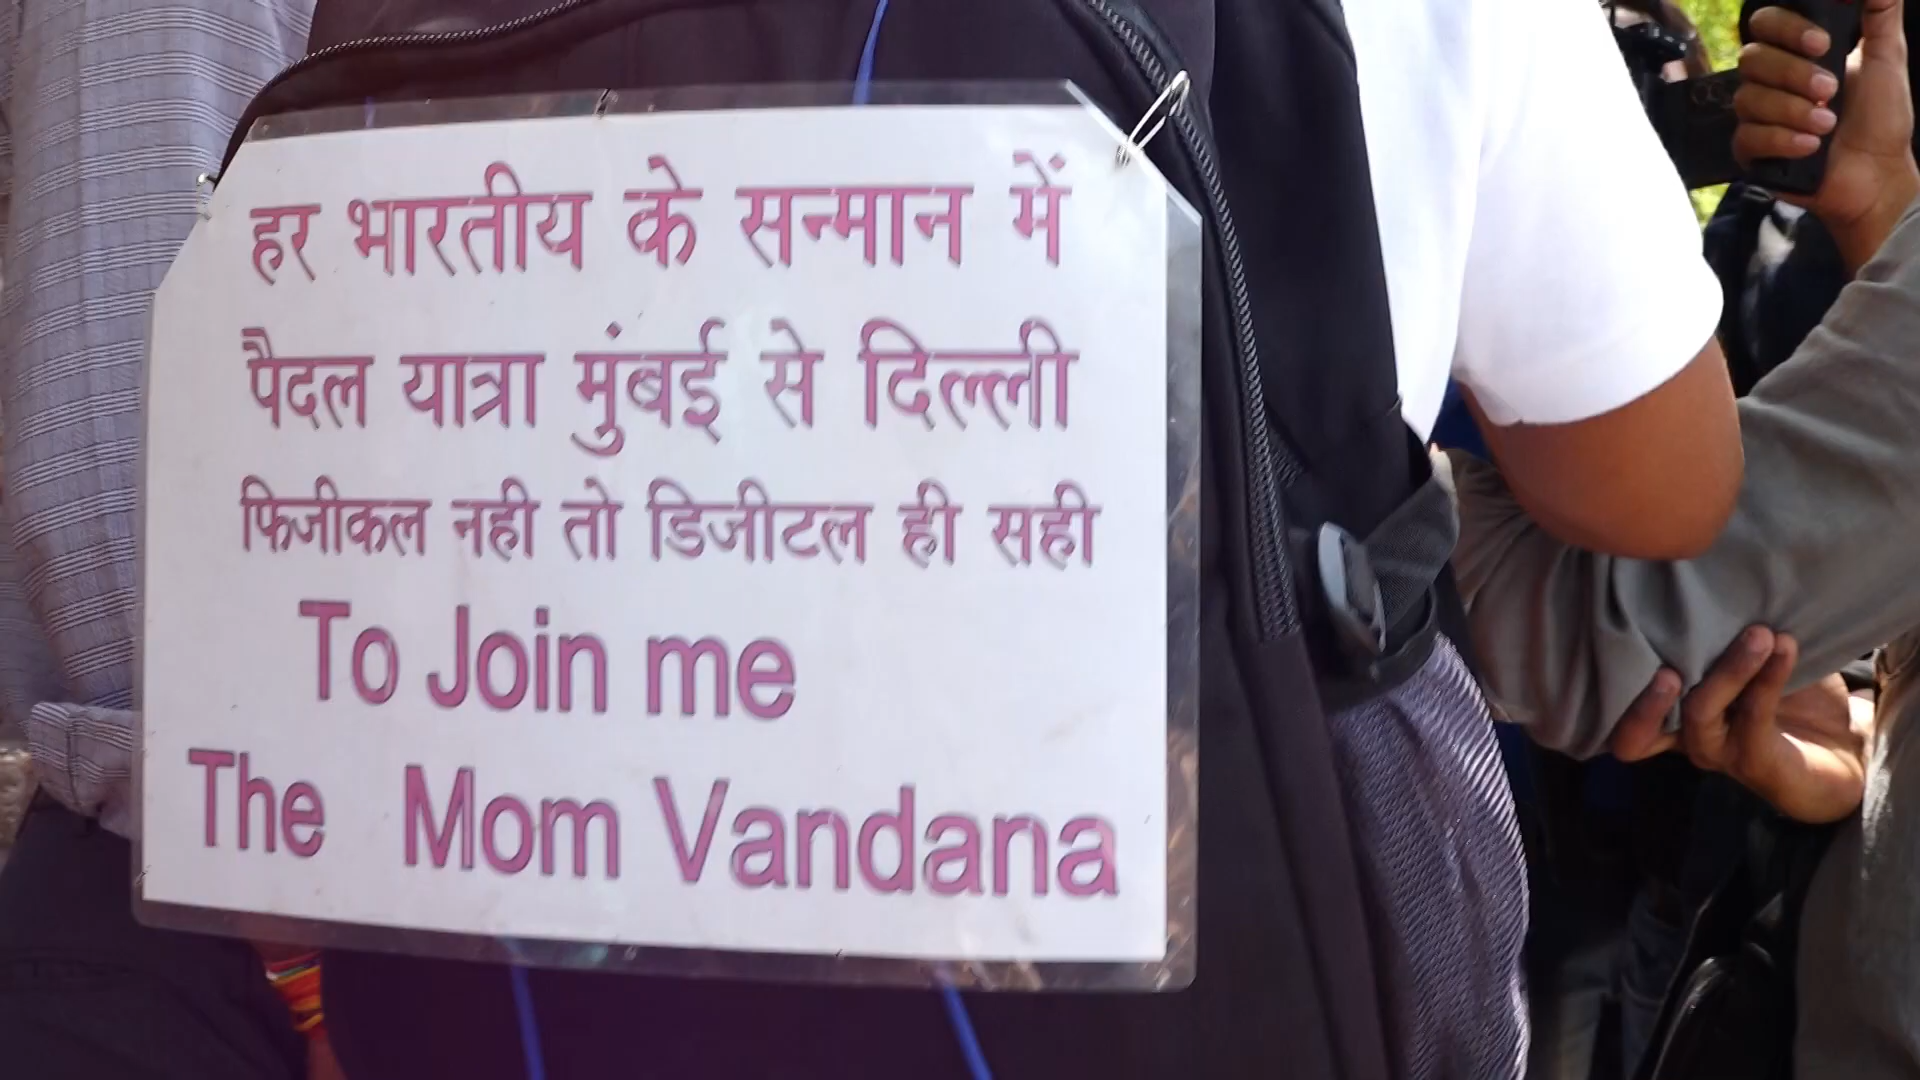 हर भारतीय के सन्मान में
पैदल यात्रा मुंबई से दिल्ली
फिजीकल नही तो डिजीटल ही सही
To Join me
The Mom Vandana